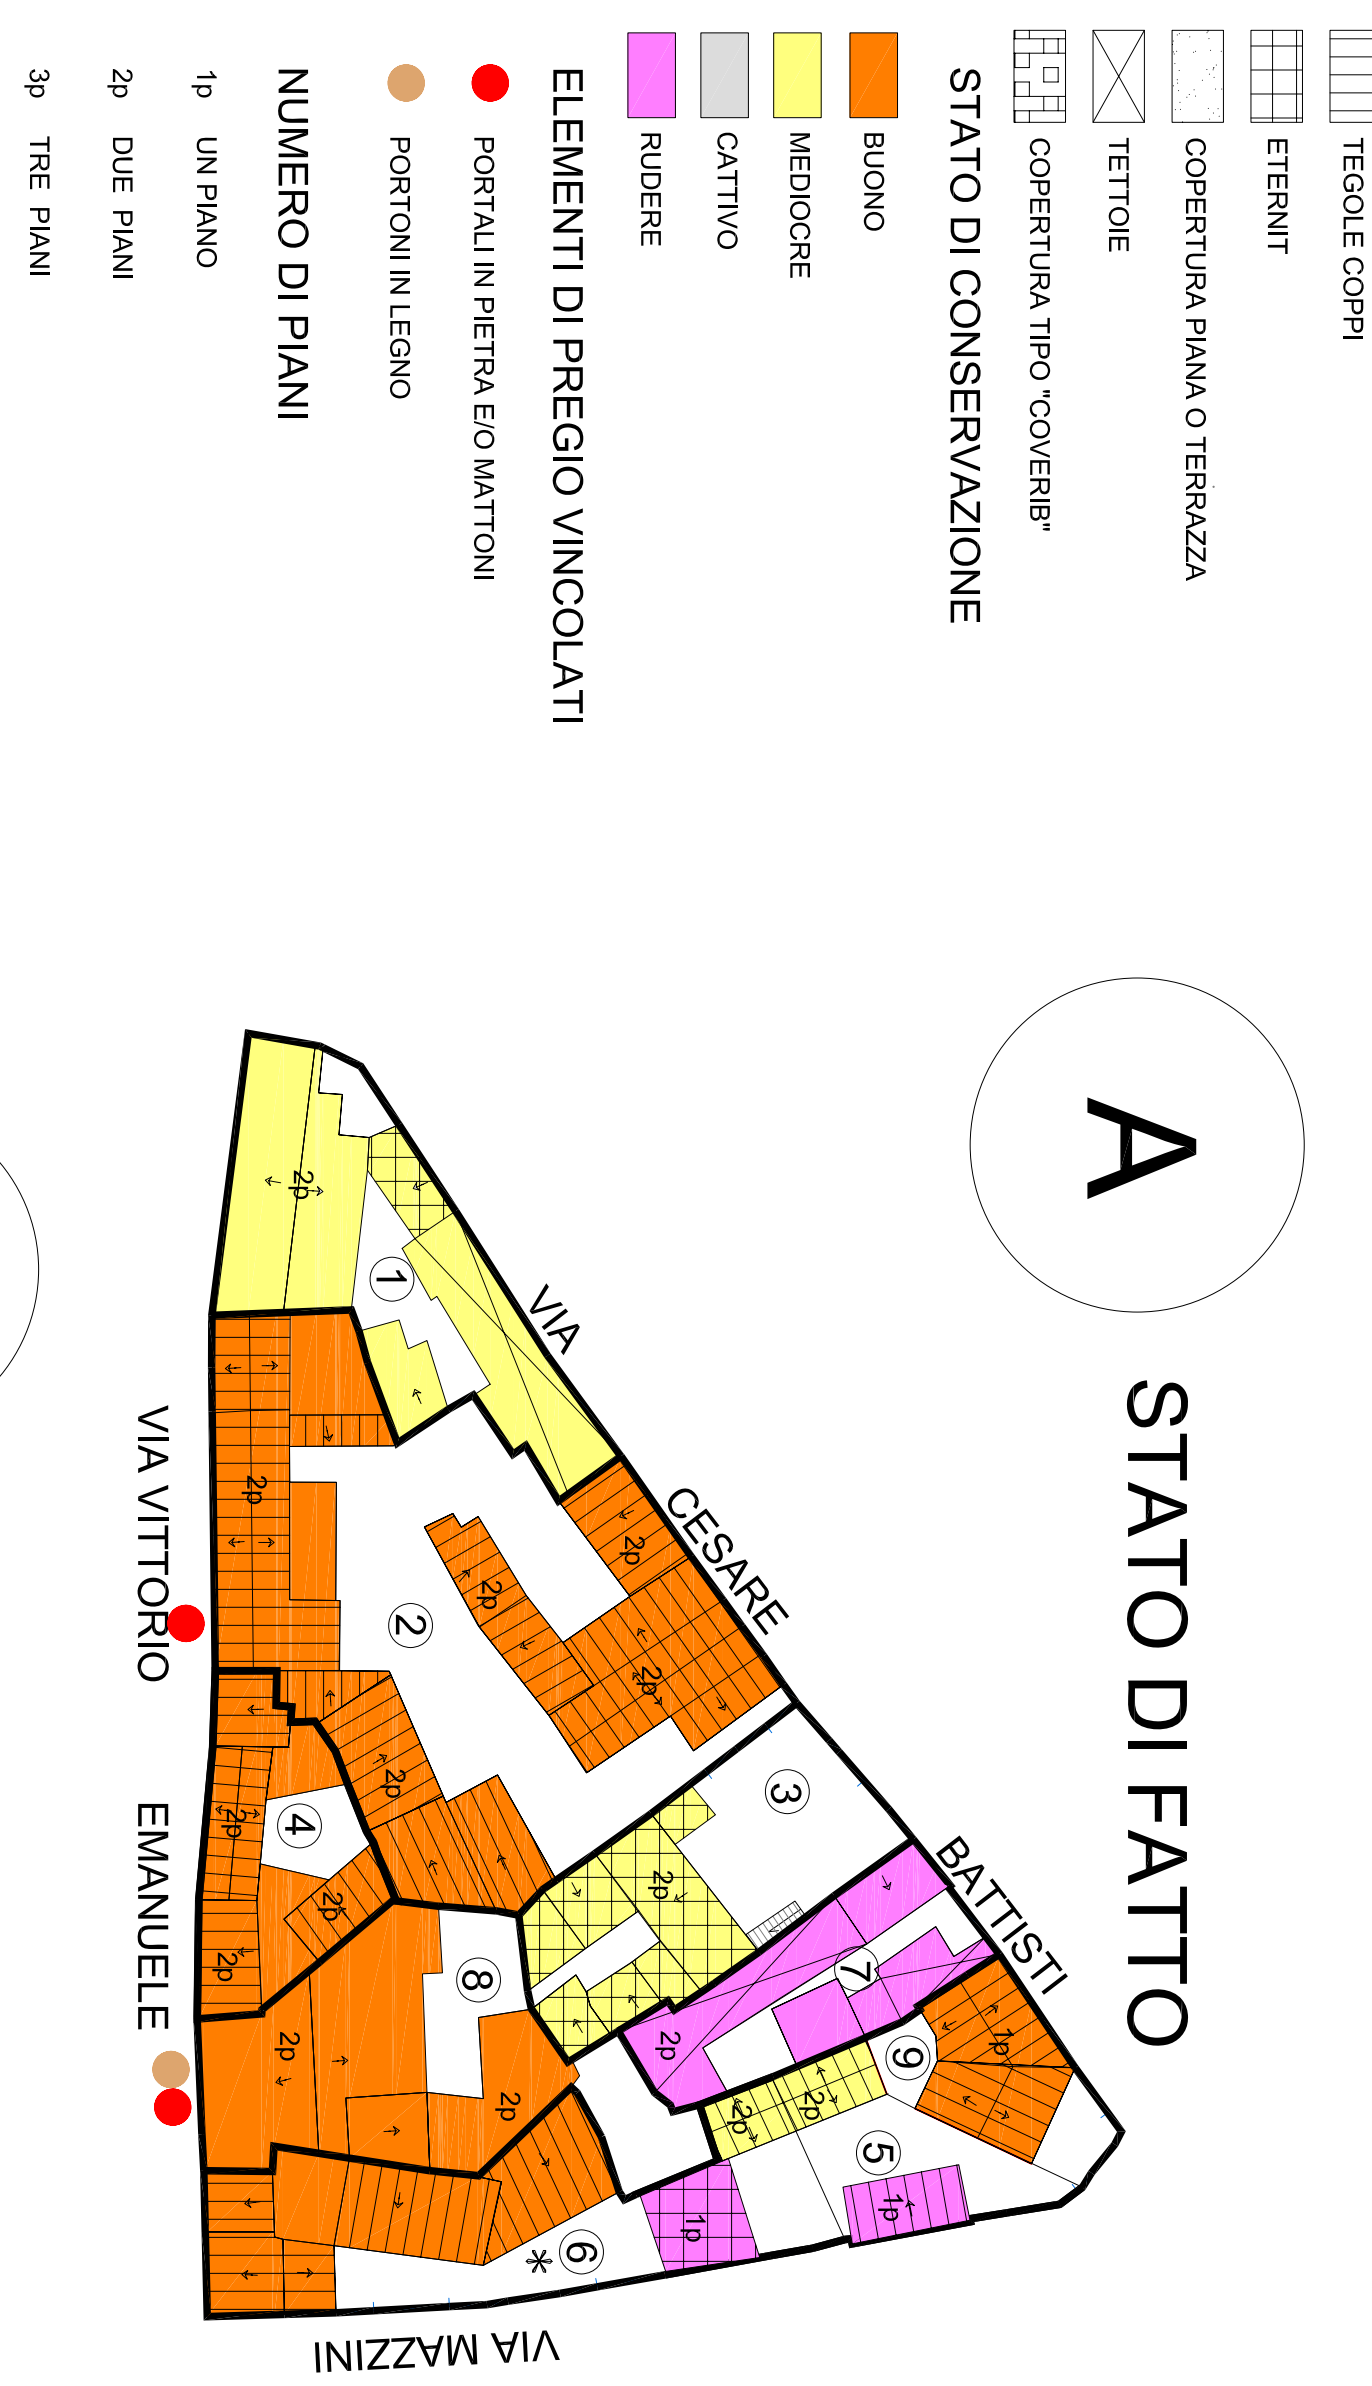 TEGOLE COPPI
ETERNIT
COPERTURA PIANA O TERRAZZA
TETTOIE
COPERTURA TIPO "COVERIB"
STATO DI CONSERVAZIONE
BUONO
MEDIOCRE
CATTIVO
RUDERE
ELEMENTI DI PREGIO VINCOLATI
PORTALI IN PIETRA E/O MATTONI
PORTONI IN LEGNO
NUMERO DI PIANI
1p UN PIANO
2p DUE PIANI
3p TRE PIANI
A
STATO DI FATTO
VIA CESARE BATTISTI
VIA VITTORIO EMANUELE
VIA MAZZINI
1
2p
2
2p
2p
2p
2p
2p
3
2p
4
2p
2p
2p
5
2p
2p
1p
6
*
1p
7
2p
8
2p
2p
9
1p